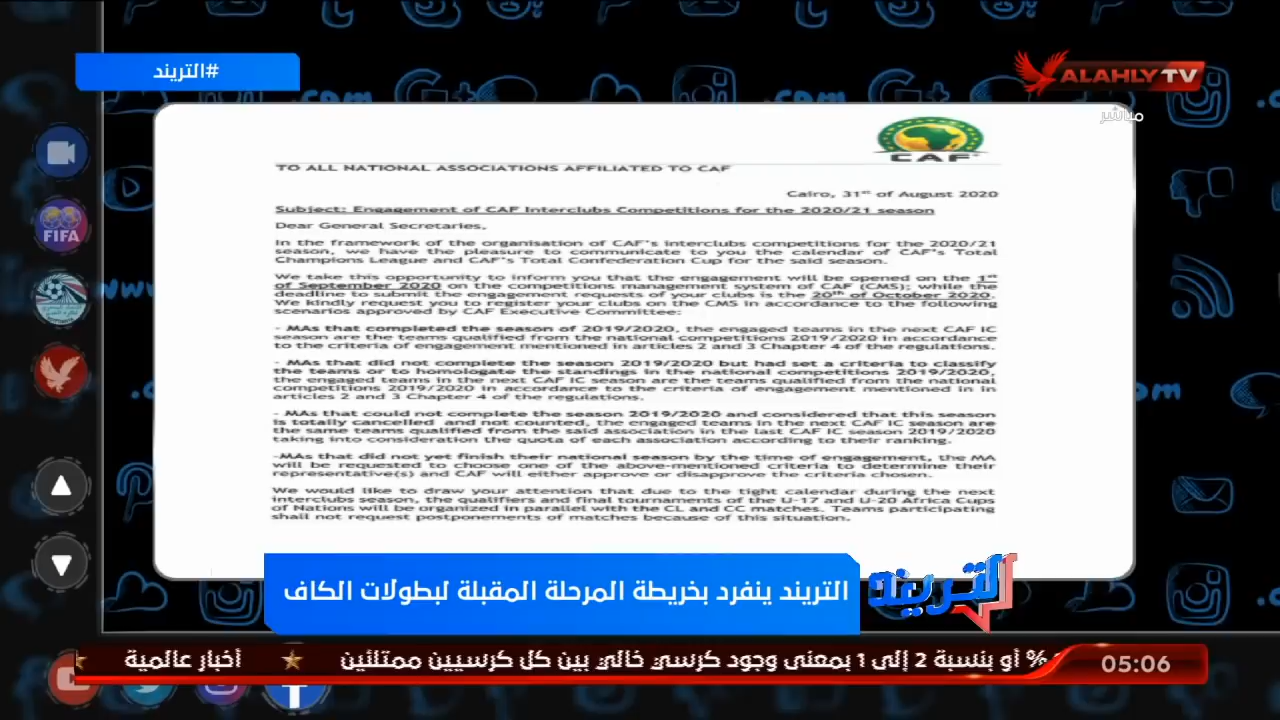 #التريند
ALAHLY TV
مباشر
CAF
TO ALL NATIONAL ASSOCIATIONS AFFILIATED TO CAF
Cairo, 31st of August 2020
Subject: Engagement of CAF Interclubs Competitions for the 2020/21 season
Dear General Secretaries,
In the framework of the organisation of CAF's interclubs competitions for the 2020/21
season, we have the pleasure to communicate to you the calendar of CAF's Total
Champions League and CAF's Total Confederation Cup for the said season.
We take this opportunity to inform you that the engagement will be opened on the 1st
of September 2020 on the competitions management system of CAF (CMS); while the
deadline to submit the engagement requests of your clubs is the 20th of October 2020.
We kindly request you to register your clubs on the CMS in accordance to the following
scenarios approved by CAF Executive Committee:
- MAs that completed the season of 2019/2020, the engaged teams in the next CAF IC
season are the teams qualified from the national competitions 2019/2020 in accordance
to the criteria of engagement mentioned in articles 2 and 3 Chapter 4 of the regulations.
- MAs that did not complete the season 2019/2020 but had set a criteria to classify
the teams or to homologate the standings in the national competitions 2019/2020,
the engaged teams in the next CAF IC season are the teams qualified from the national
competitions 2019/2020 in accordance to the criteria of engagement mentioned in in
articles 2 and 3 Chapter 4 of the regulations.
- MAs that could not complete the season 2019/2020 and considered that this season
is totally cancelled and not counted, the engaged teams in the next CAF IC season are
the same teams qualified from the said association in the last CAF IC season 2019/2020
taking into consideration the quota of each association according to their ranking.
-MAs that did not yet finish their national season by the time of engagement, the MA
will be requested to choose one of the above-mentioned criteria to determine their
representative(s) and CAF will either approve or disapprove the criteria chosen.
We would like to draw your attention that due to the tight calendar during the next
interclubs season, the qualifiers and final tournaments of the U-17 and U-20 Africa Cups
of Nations will be organized in parallel with the CL and CC matches. Teams participating
shall not request postponements of matches because of this situation.
FIFA
التريند
التريند ينفرد بخريطة المرحلة المقبلة لبطولات الكاف
% أو بنسبة 2 إلى 1 بمعنى وجود كرسي خالي بين كل كرسيين ممتلئين
أخبار عالمية
05:06